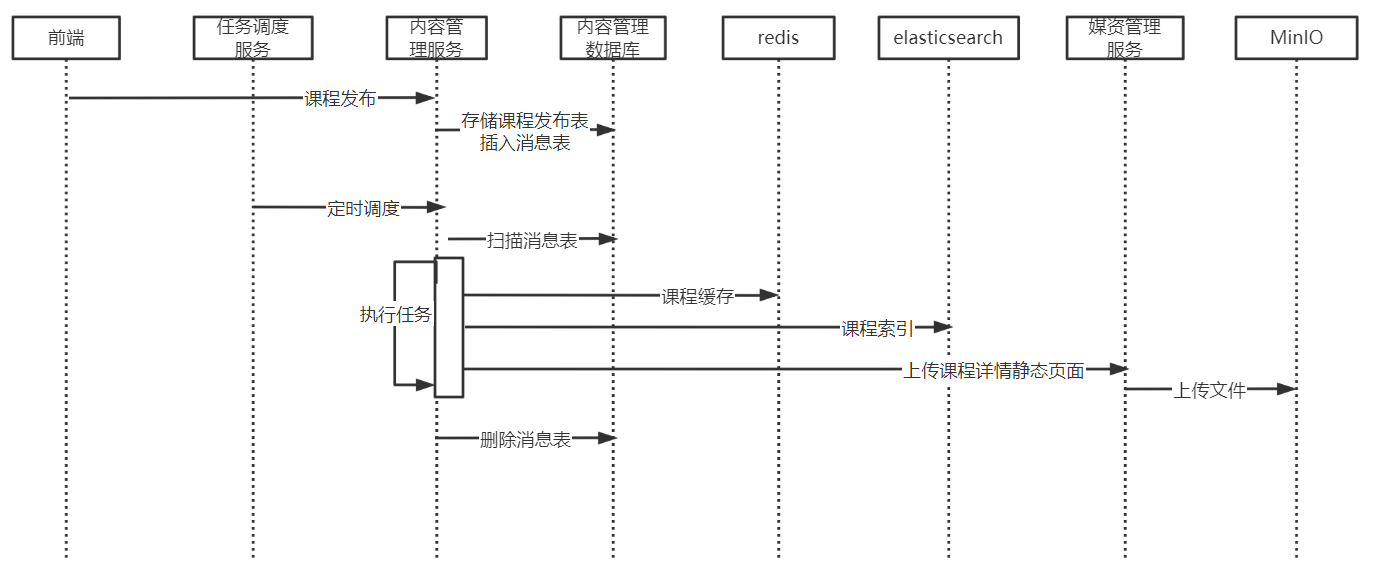 前端
任务调度
服务
内容管
理服务
内容管理
数据库
redis
elasticsearch
媒资管理
服务
MinIO
课程发布
存储课程发布表
插入消息表
定时调度
扫描消息表
课程缓存
执行任务
课程索引
上传课程详情静态页面
上传文件
删除消息表